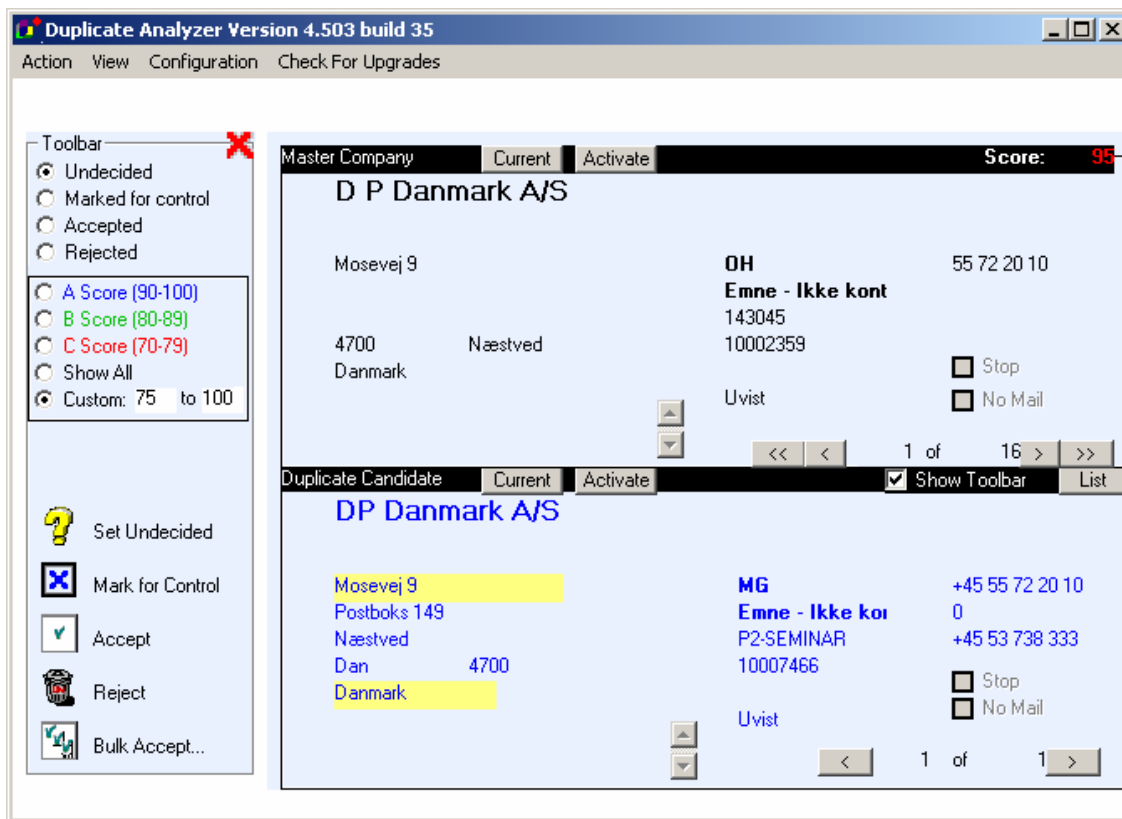 Duplicate Analyzer Version 4.503 build 35
Action View Configuration Check For Upgrades
Toolbar
Undecided
Marked for control
Accepted
Rejected
A Score (90-100)
B Score (80-89)
C Score (70-79)
Show All
Custom: 75 to 100
Set Undecided
Mark for Control
Accept
Reject
Bulk Accept...
Master Company Current Activate Score: 95
D P Danmark A/S
Mosevej 9 OH 55 72 20 10
Emne - Ikke kont
143045
4700 Næstved 10002359
Danmark Stop
Uvist No Mail
<< < 1 of 16 > >>
Duplicate Candidate Current Activate Show Toolbar List
DP Danmark A/S
Mosevej 9 MG +45 55 72 20 10
Postboks 149 Emne - Ikke kor 0
Næstved P2-SEMINAR +45 53 738 333
Dan 4700 10007466
Danmark Stop
Uvist No Mail
< 1 of 1 >